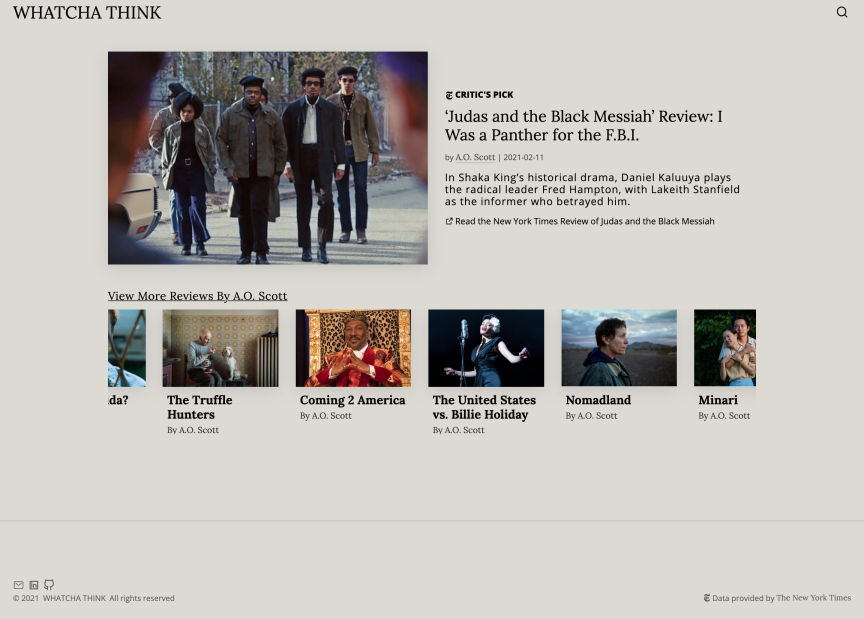 WHATCHA THINK
CRITIC'S PICK
‘Judas and the Black Messiah’ Review: I
Was a Panther for the F.B.I.
by A.O. Scott | 2021-02-11
In Shaka King’s historical drama, Daniel Kaluuya plays
the radical leader Fred Hampton, with Lakeith Stanfield
as the informer who betrayed him.
Read the New York Times Review of Judas and the Black Messiah
View More Reviews By A.O. Scott
The Truffle
Hunters
By A.O. Scott
Coming 2 America
By A.O. Scott
The United States
vs. Billie Holiday
By A.O. Scott
Nomadland
By A.O. Scott
Minari
By A.O. Scott
© 2021 WHATCHA THINK All rights reserved
Data provided by The New York Times